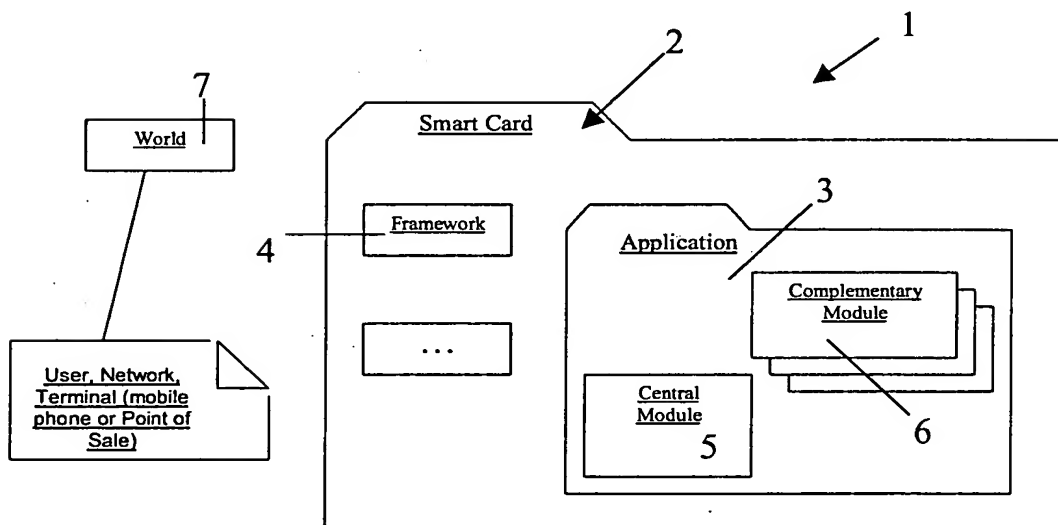 1
2
7
Smart Card
World
3
Framework
4
Application
Complementary
Module
...
User, Network,
Terminal (mobile
phone or Point of
Sale)
Central
Module
5
6